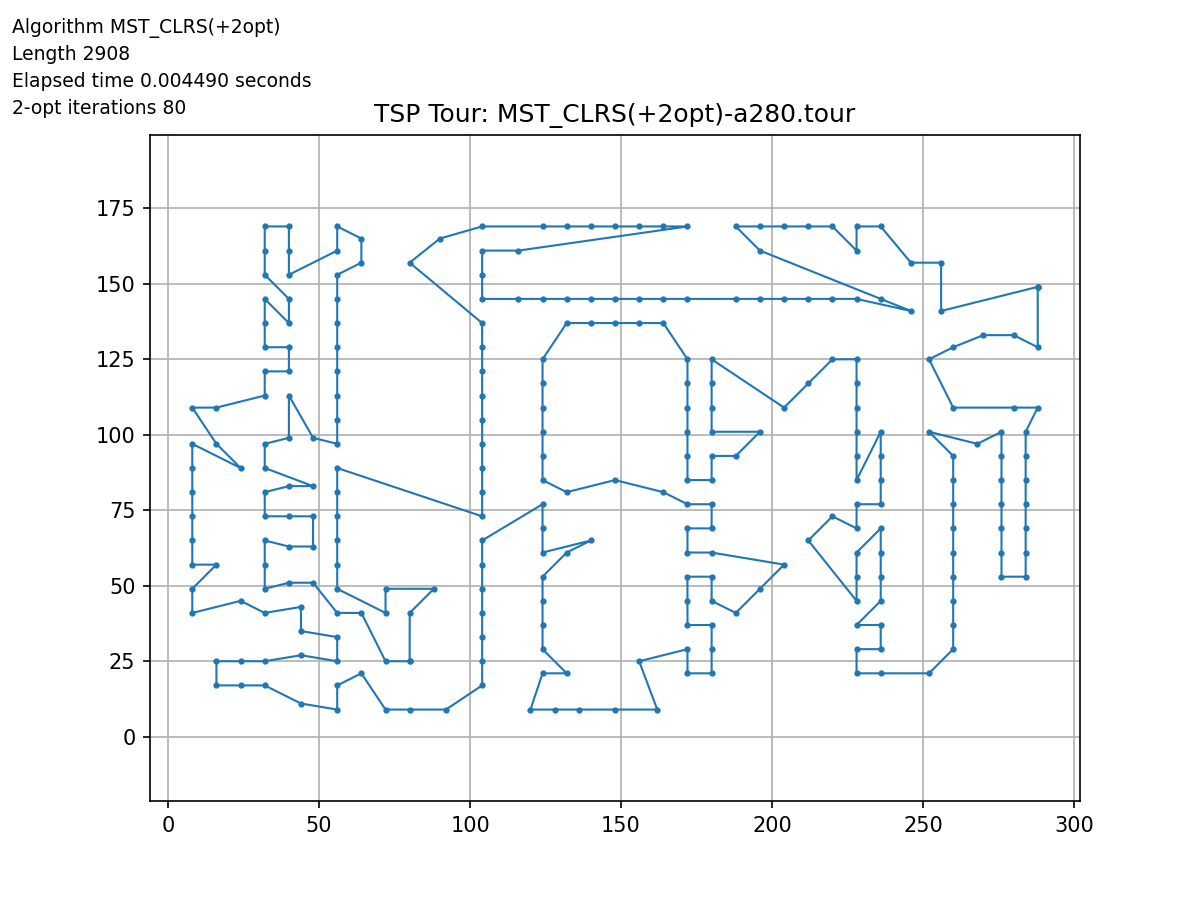 Algorithm MST_CLRS(+2opt)
Length 2908
Elapsed time 0.004490 seconds
2-opt iterations 80
TSP Tour: MST_CLRS(+2opt)-a280.tour
175
150
125
100
75
50
25
0
0 50 100 150 200 250 300